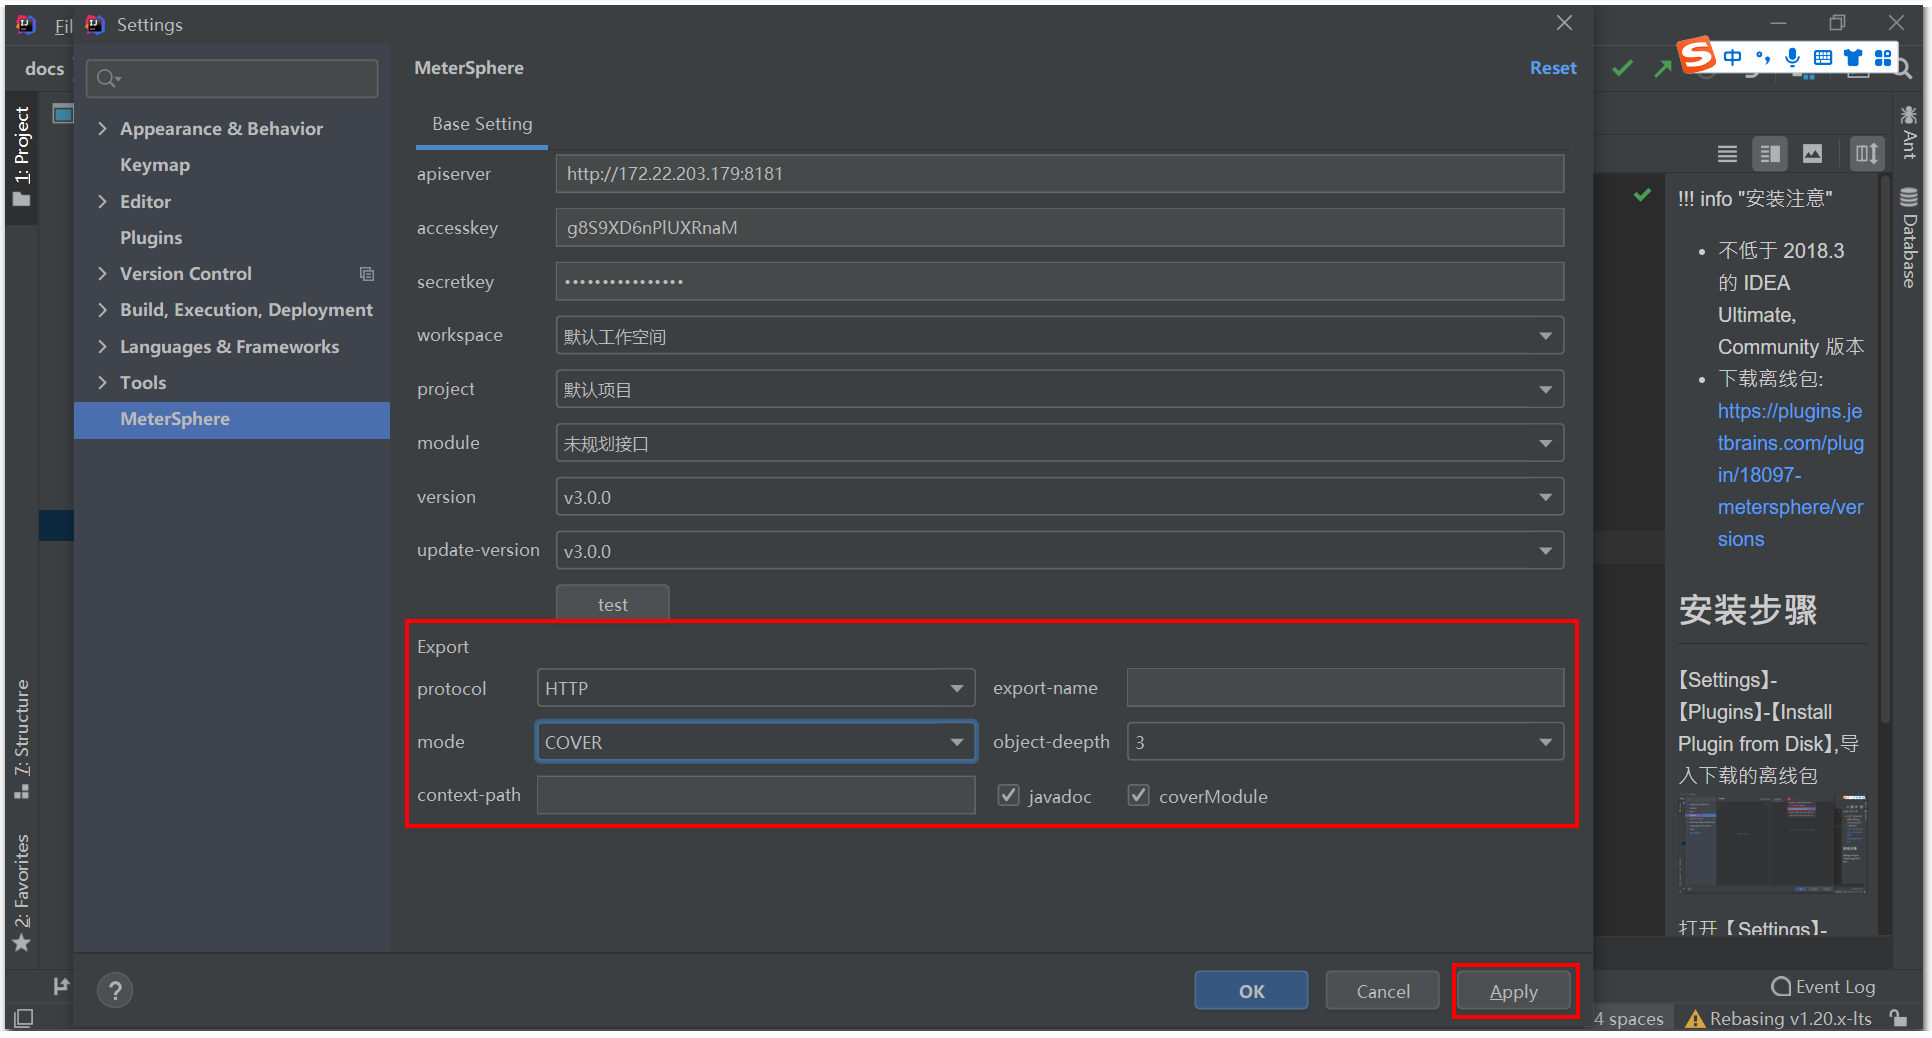 Fil
Settings
docs
MeterSphere
Reset
中
1: Project
Base Setting
Appearance & Behavior
Keymap
Editor
Plugins
Version Control
Build, Execution, Deployment
Languages & Frameworks
Tools
MeterSphere
apiserver http://172.22.203.179:8181
accesskey g8S9XD6nPlUXRnaM
secretkey ••••••••••••••••
workspace 默认工作空间
project 默认项目
module 未规划接口
version v3.0.0
update-version v3.0.0
test
Export
protocol HTTP export-name
mode COVER object-deepth 3
context-path javadoc coverModule
? OK Cancel Apply
7: Structure
2: Favorites
Ant
Database
!!! info "安装注意"
• 不低于 2018.3
的 IDEA
Ultimate,
Community 版本
• 下载离线包:
https://plugins.je
tbrains.com/plug
in/18097-
metersphere/ver
sions
安装步骤
【Settings】-
【Plugins】-【Install
Plugin from Disk】,导
入下载的离线包
打开【Settings】-
Event Log
4 spaces Rebasing v1.20.x-lts